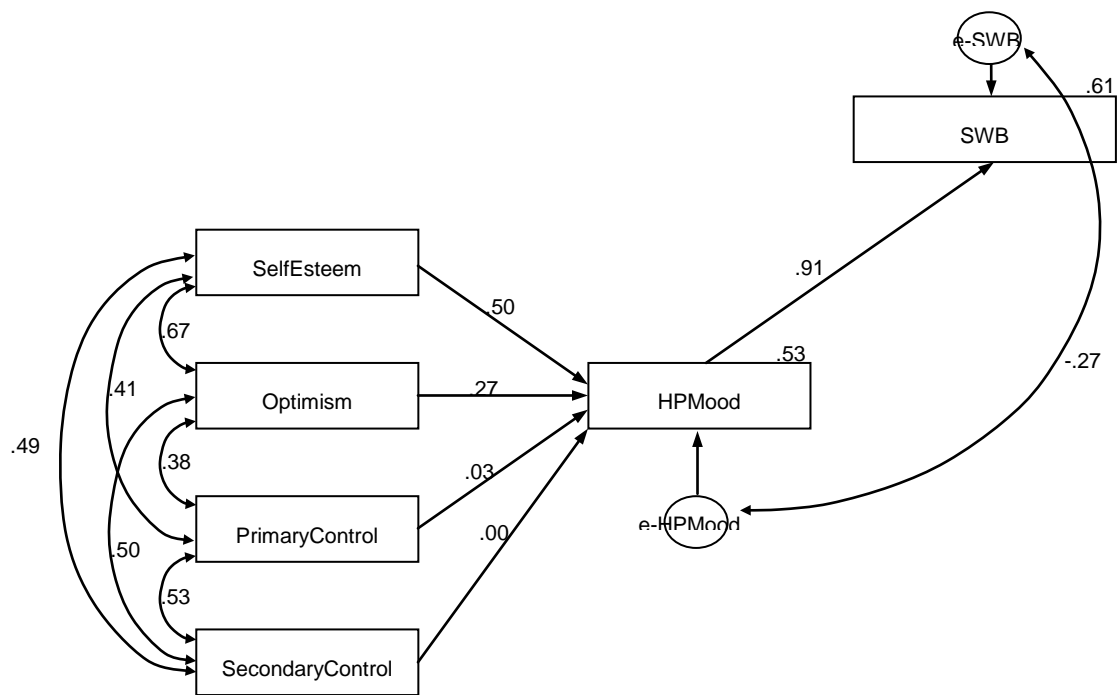 e-SWB
.61
SWB
SelfEsteem
.50
.91
.67
.53
-.27
.41
Optimism
.27
HPMood
.49
.38
.03
PrimaryControl
e-HPMood
.00
.50
.53
SecondaryControl